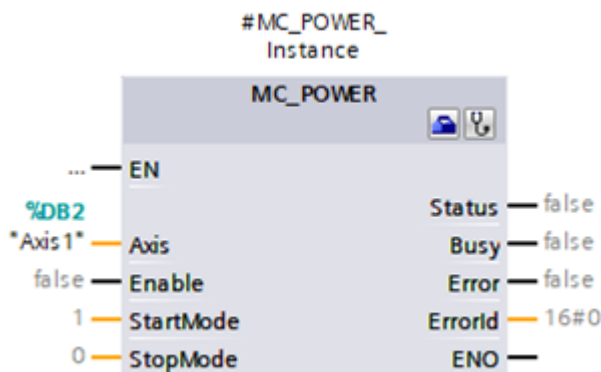 #MC_POWER_
Instance
MC_POWER
... EN
Status false
%DB2
"Axis1" Axis Busy false
false Enable Error false
1 StartMode ErrorId 16#0
0 StopMode ENO